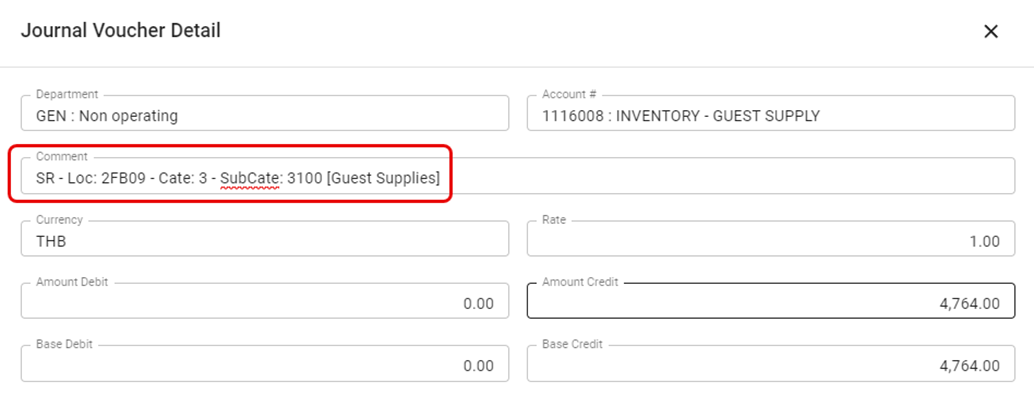 Journal Voucher Detail
Department
GEN : Non operating
Account #
1116008 : INVENTORY - GUEST SUPPLY
Comment
SR - Loc: 2FB09 - Cate: 3 - SubCate: 3100 [Guest Supplies]
Currency
THB
Rate
1.00
Amount Debit
0.00
Amount Credit
4,764.00
Base Debit
0.00
Base Credit
4,764.00